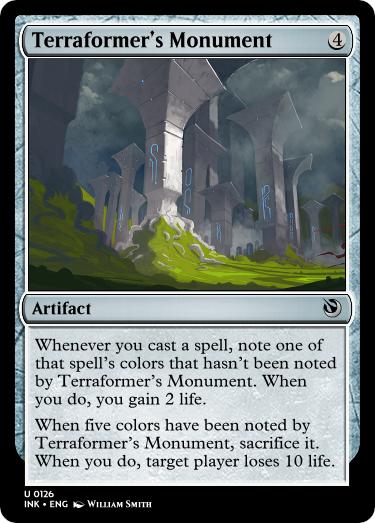 Terraformer's Monument 4
Artifact
Whenever you cast a spell, note one of
that spell's colors that hasn't been noted
by Terraformer's Monument. When
you do, you gain 2 life.
When five colors have been noted by
Terraformer's Monument, sacrifice it.
When you do, target player loses 10 life.
U 0126
INK • ENG William Smith